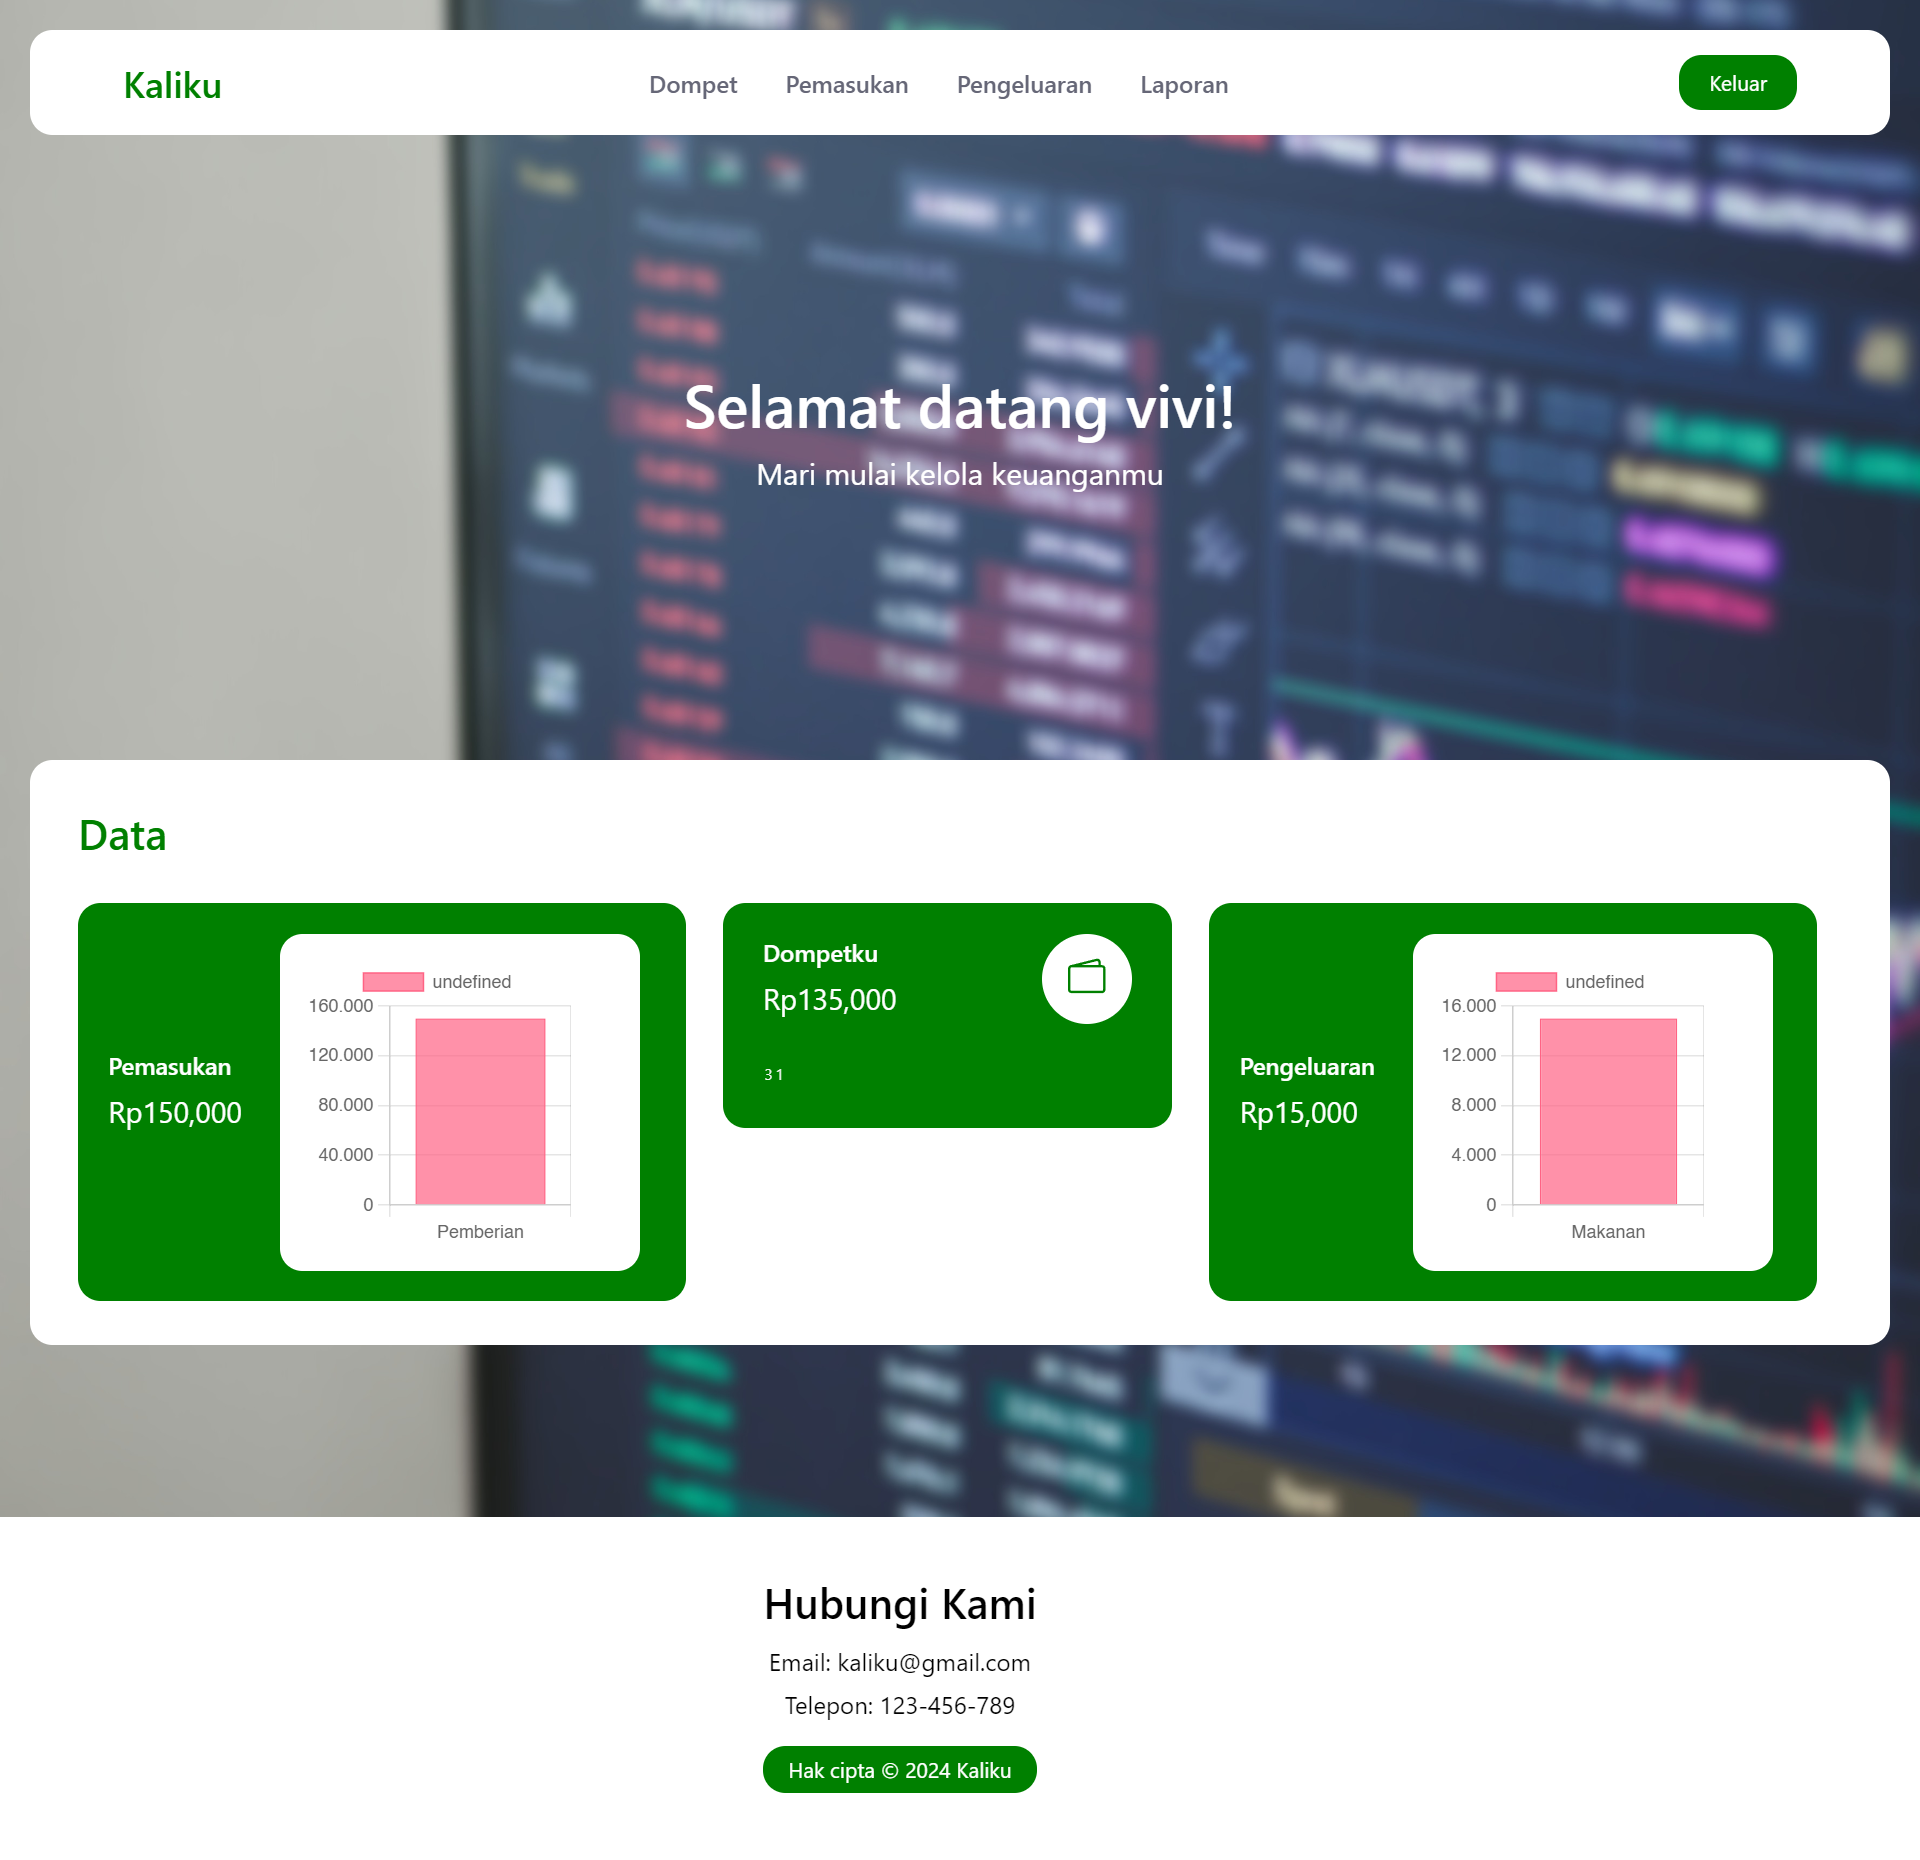 Kaliku
Dompet
Pemasukan
Pengeluaran
Laporan
Keluar
Selamat datang vivi!
Mari mulai kelola keuanganmu
Data
Pemasukan
Rp150,000
undefined
160.000
120.000
80.000
40.000
0
Pemberian
Dompetku
Rp135,000
31
Pengeluaran
Rp15,000
undefined
16.000
12.000
8.000
4.000
0
Makanan
Hubungi Kami
Email: kaliku@gmail.com
Telepon: 123-456-789
Hak cipta © 2024 Kaliku